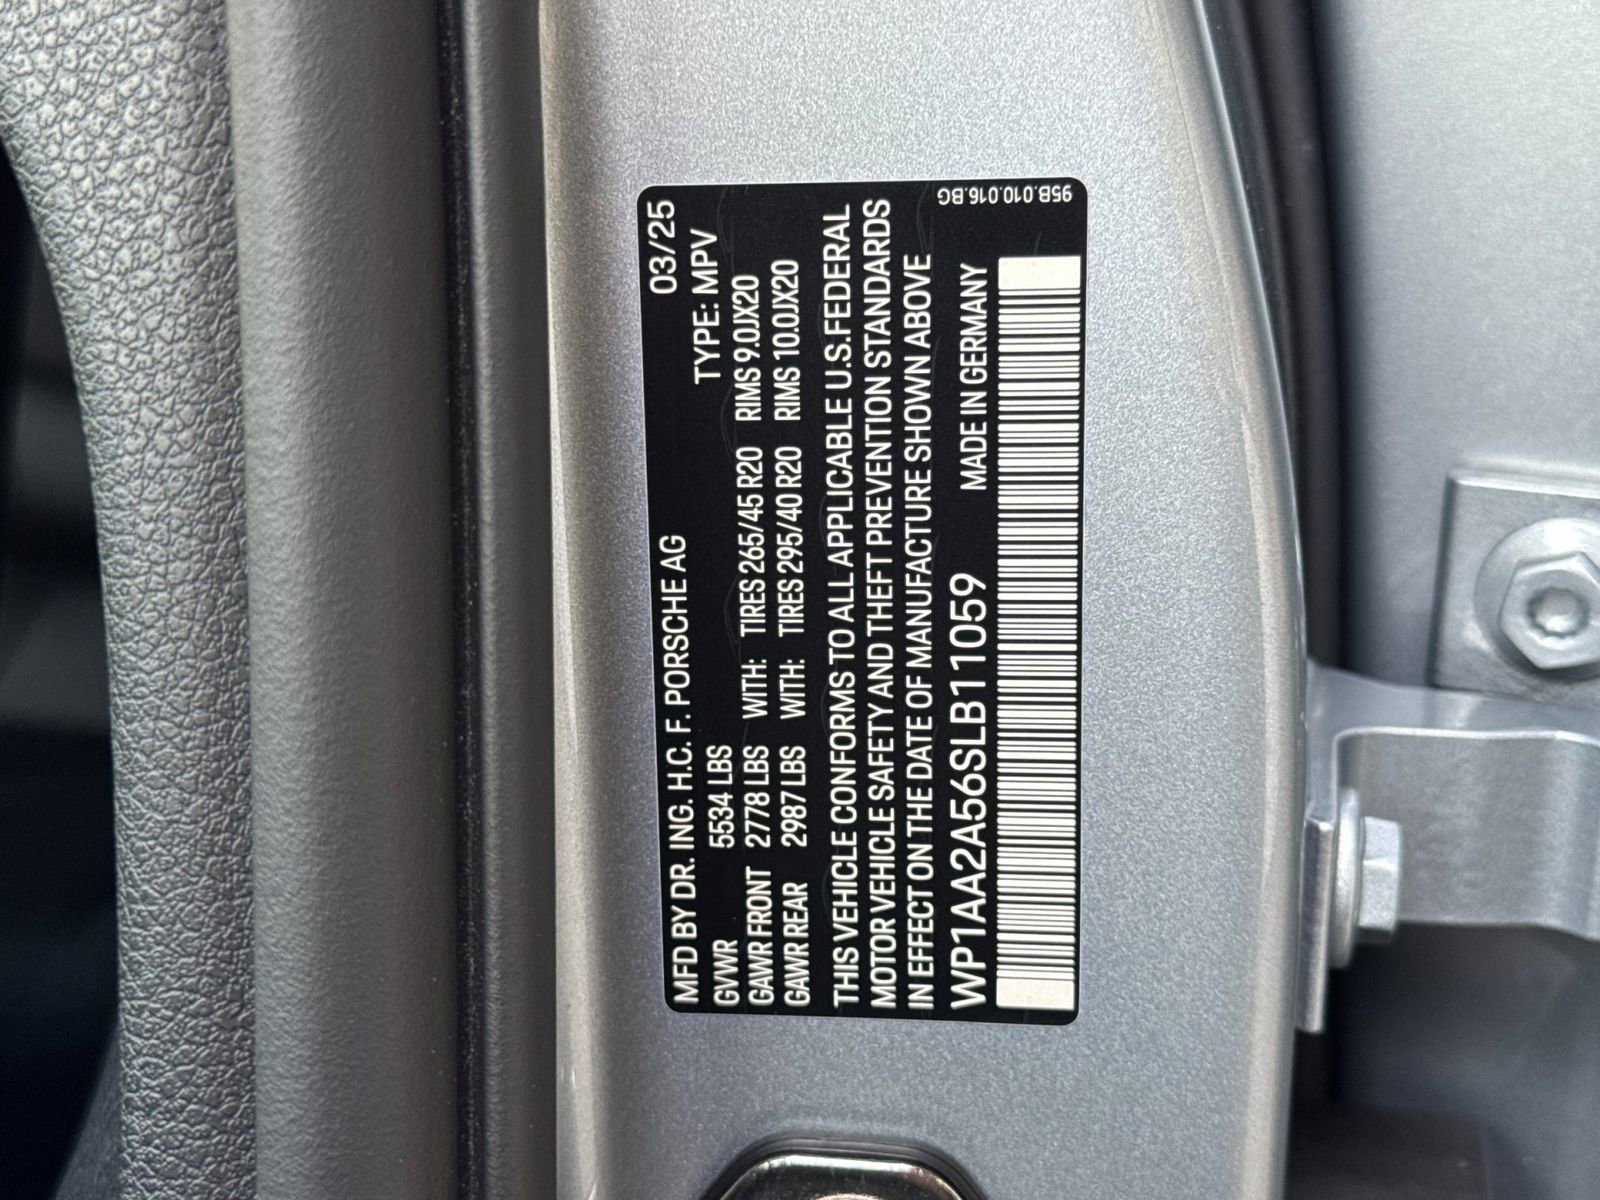 03/25
MFD BY DR. ING. H.C. F. PORSCHE AG
TYPE: MPV
GVWR 5534 LBS
GAWR FRONT 2778 LBS WITH: TIRES 265/45 R20 RIMS 9.0JX20
GAWR REAR 2987 LBS WITH: TIRES 295/40 R20 RIMS 10.0JX20
THIS VEHICLE CONFORMS TO ALL APPLICABLE U.S.FEDERAL
MOTOR VEHICLE SAFETY AND THEFT PREVENTION STANDARDS
IN EFFECT ON THE DATE OF MANUFACTURE SHOWN ABOVE
WP1AA2A56SLB11059 MADE IN GERMANY
95B.010.016.BG